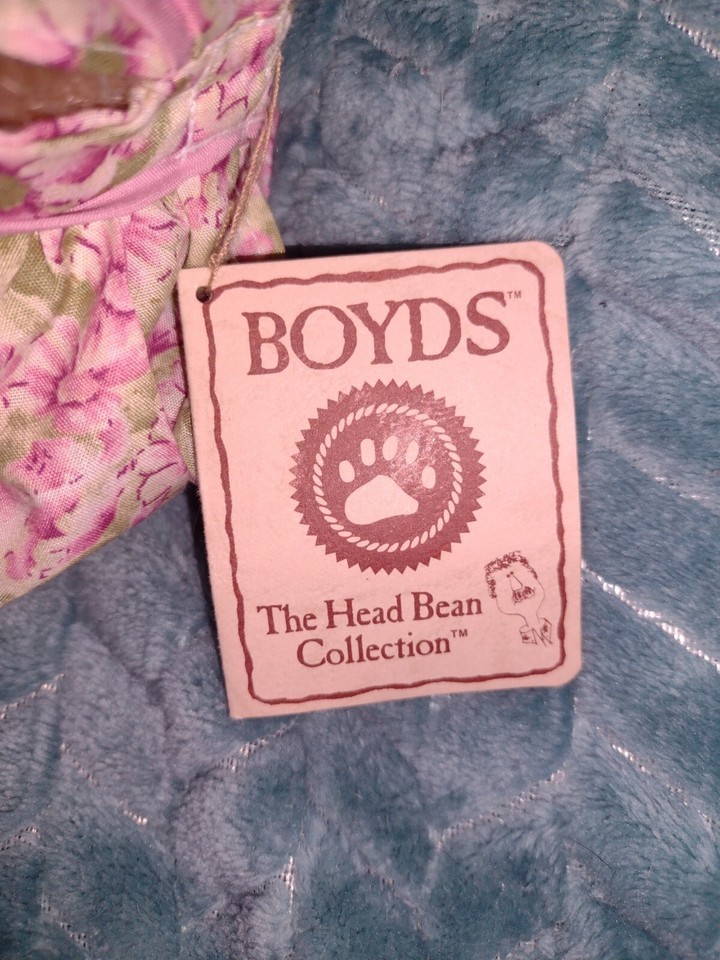 BOYDS™
The Head Bean
Collection™